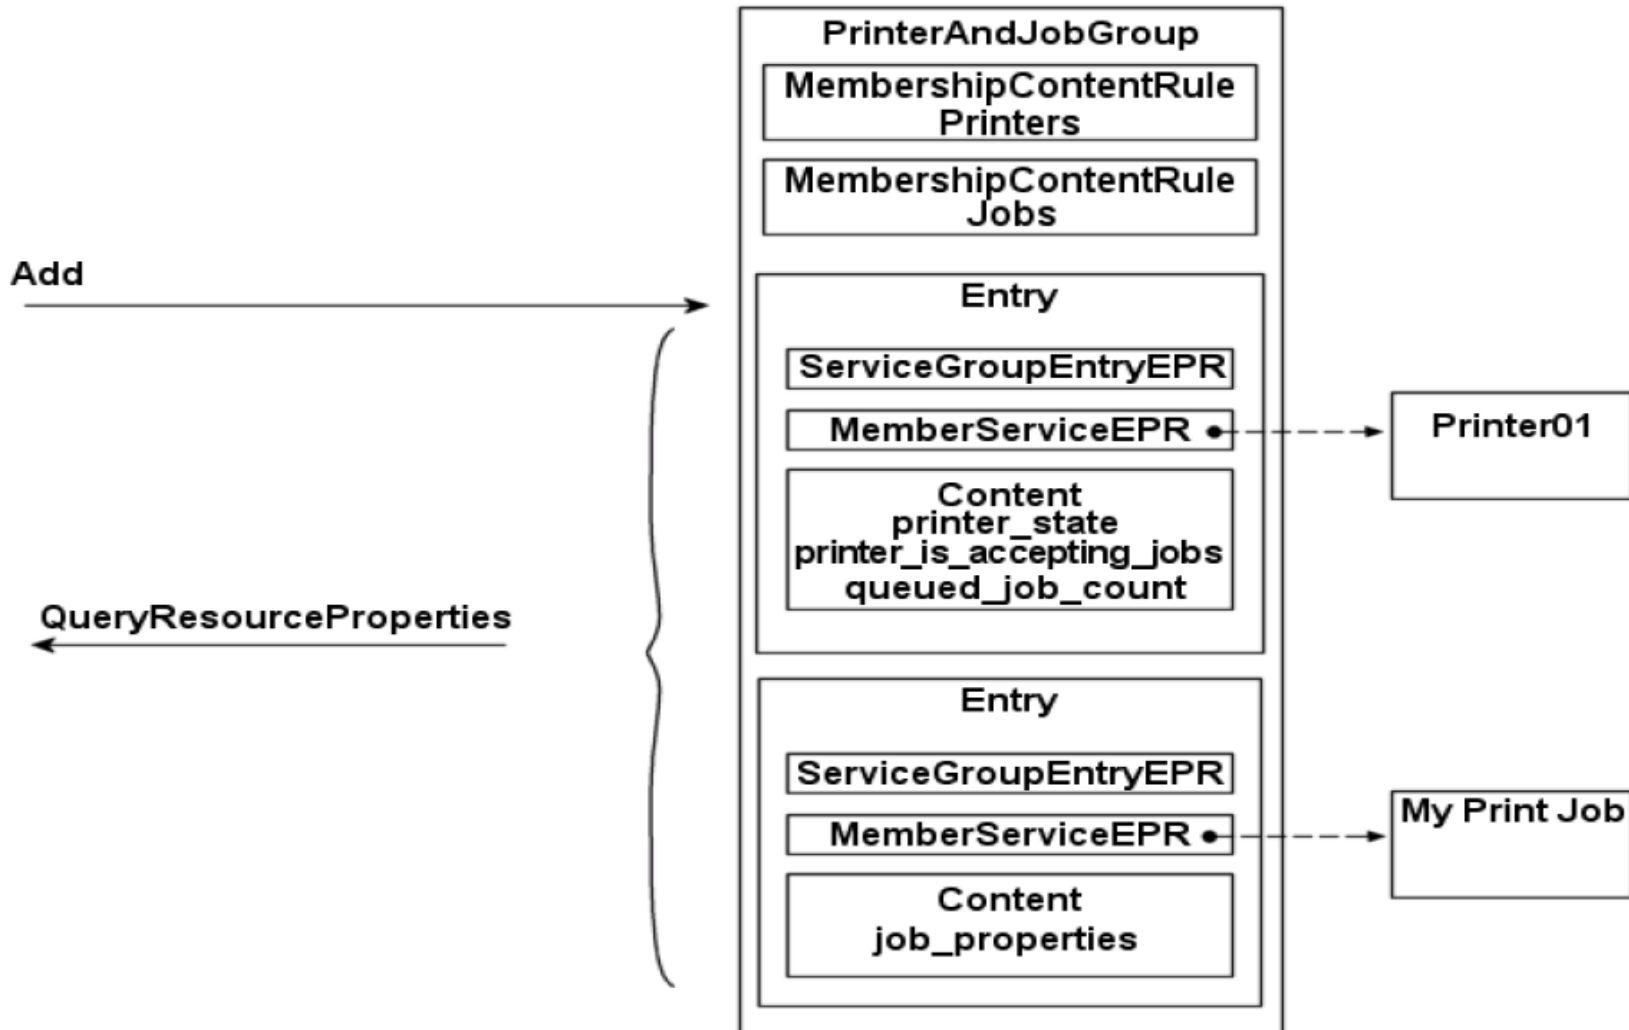 PrinterAndJobGroup
MembershipContentRule
Printers
MembershipContentRule
Jobs
Add
Entry
ServiceGroupEntryEPR
MemberServiceEPR
Printer01
Content
printer_state
printer_is_accepting_jobs
queued_job_count
QueryResourceProperties
Entry
ServiceGroupEntryEPR
MemberServiceEPR
My Print Job
Content
job_properties